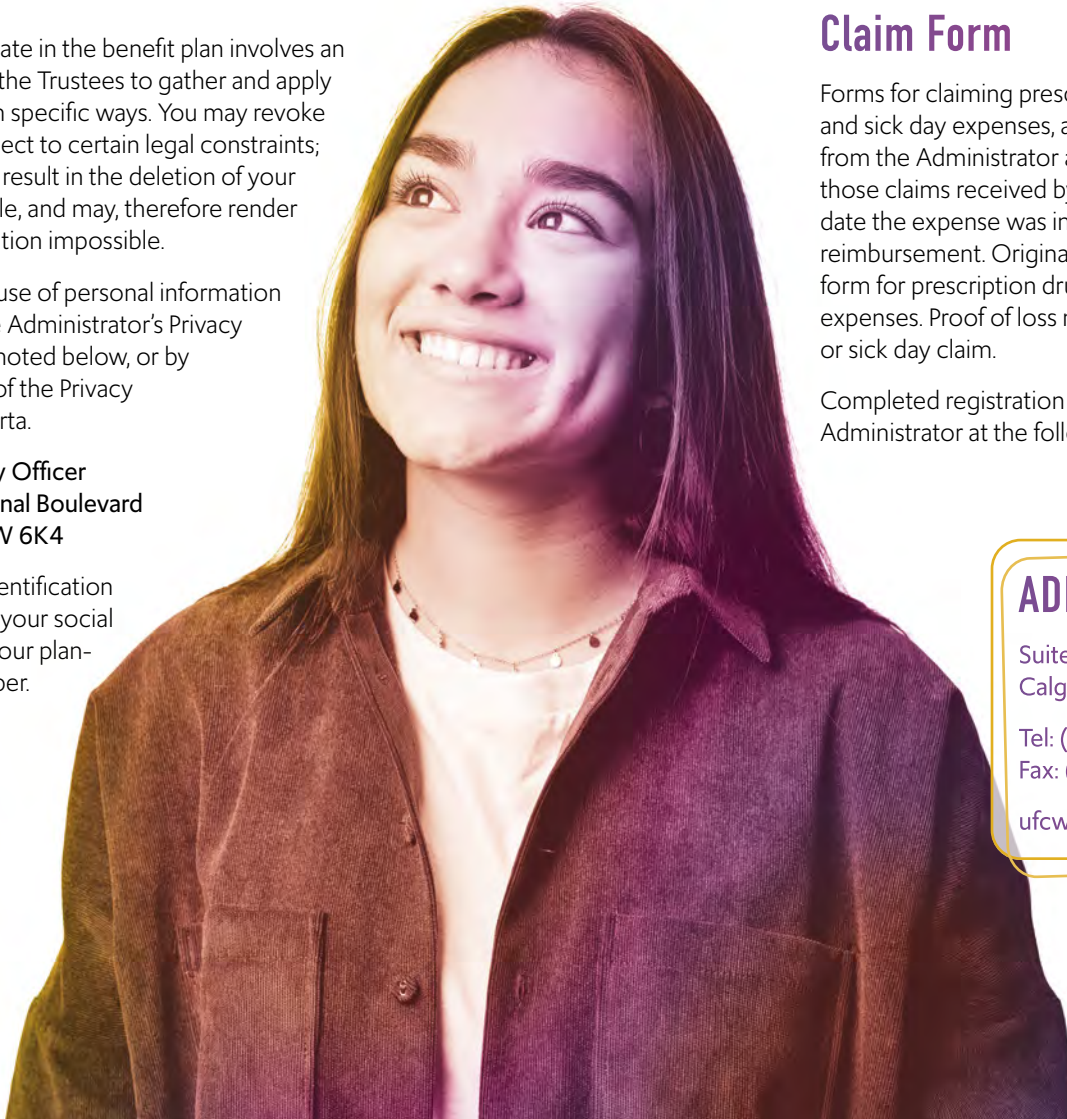 ate in the benefit plan involves an
the Trustees to gather and apply
n specific ways. You may revoke
ect to certain legal constraints;
result in the deletion of your
le, and may, therefore render
tion impossible.
use of personal information
e Administrator's Privacy
noted below, or by
of the Privacy
rta.
y Officer
nal Boulevard
W 6K4
entification
your social
our plan-
er.
Claim Form
Forms for claiming presc
and sick day expenses, a
from the Administrator a
those claims received by
date the expense was in
reimbursement. Origina
form for prescription dru
expenses. Proof of loss r
or sick day claim.
Completed registration
Administrator at the foll
AD
Suite
Calg
Tel: (
Fax: (
ufcw